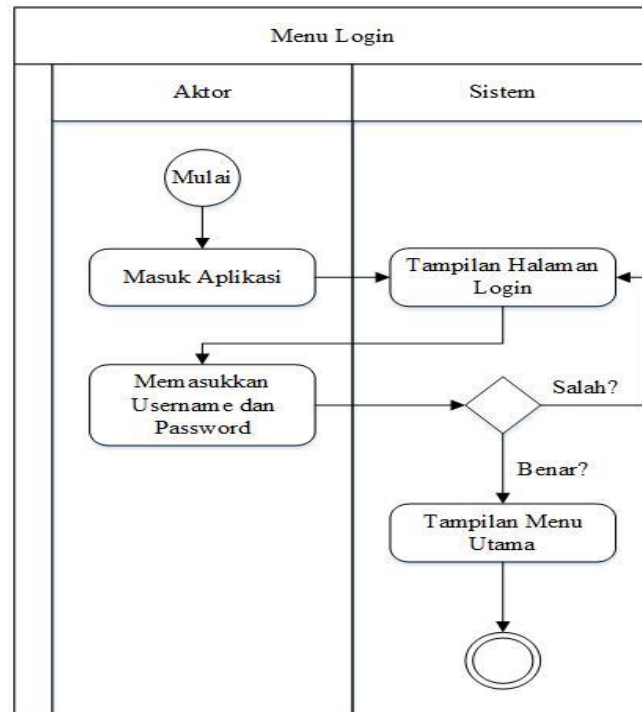 Menu Login
Aktor
Sistem
Mulai
Masuk Aplikasi
Tampilan Halaman
Login
Memasukkan
Username dan
Password
Salah?
Benar?
Tampilan Menu
Utama